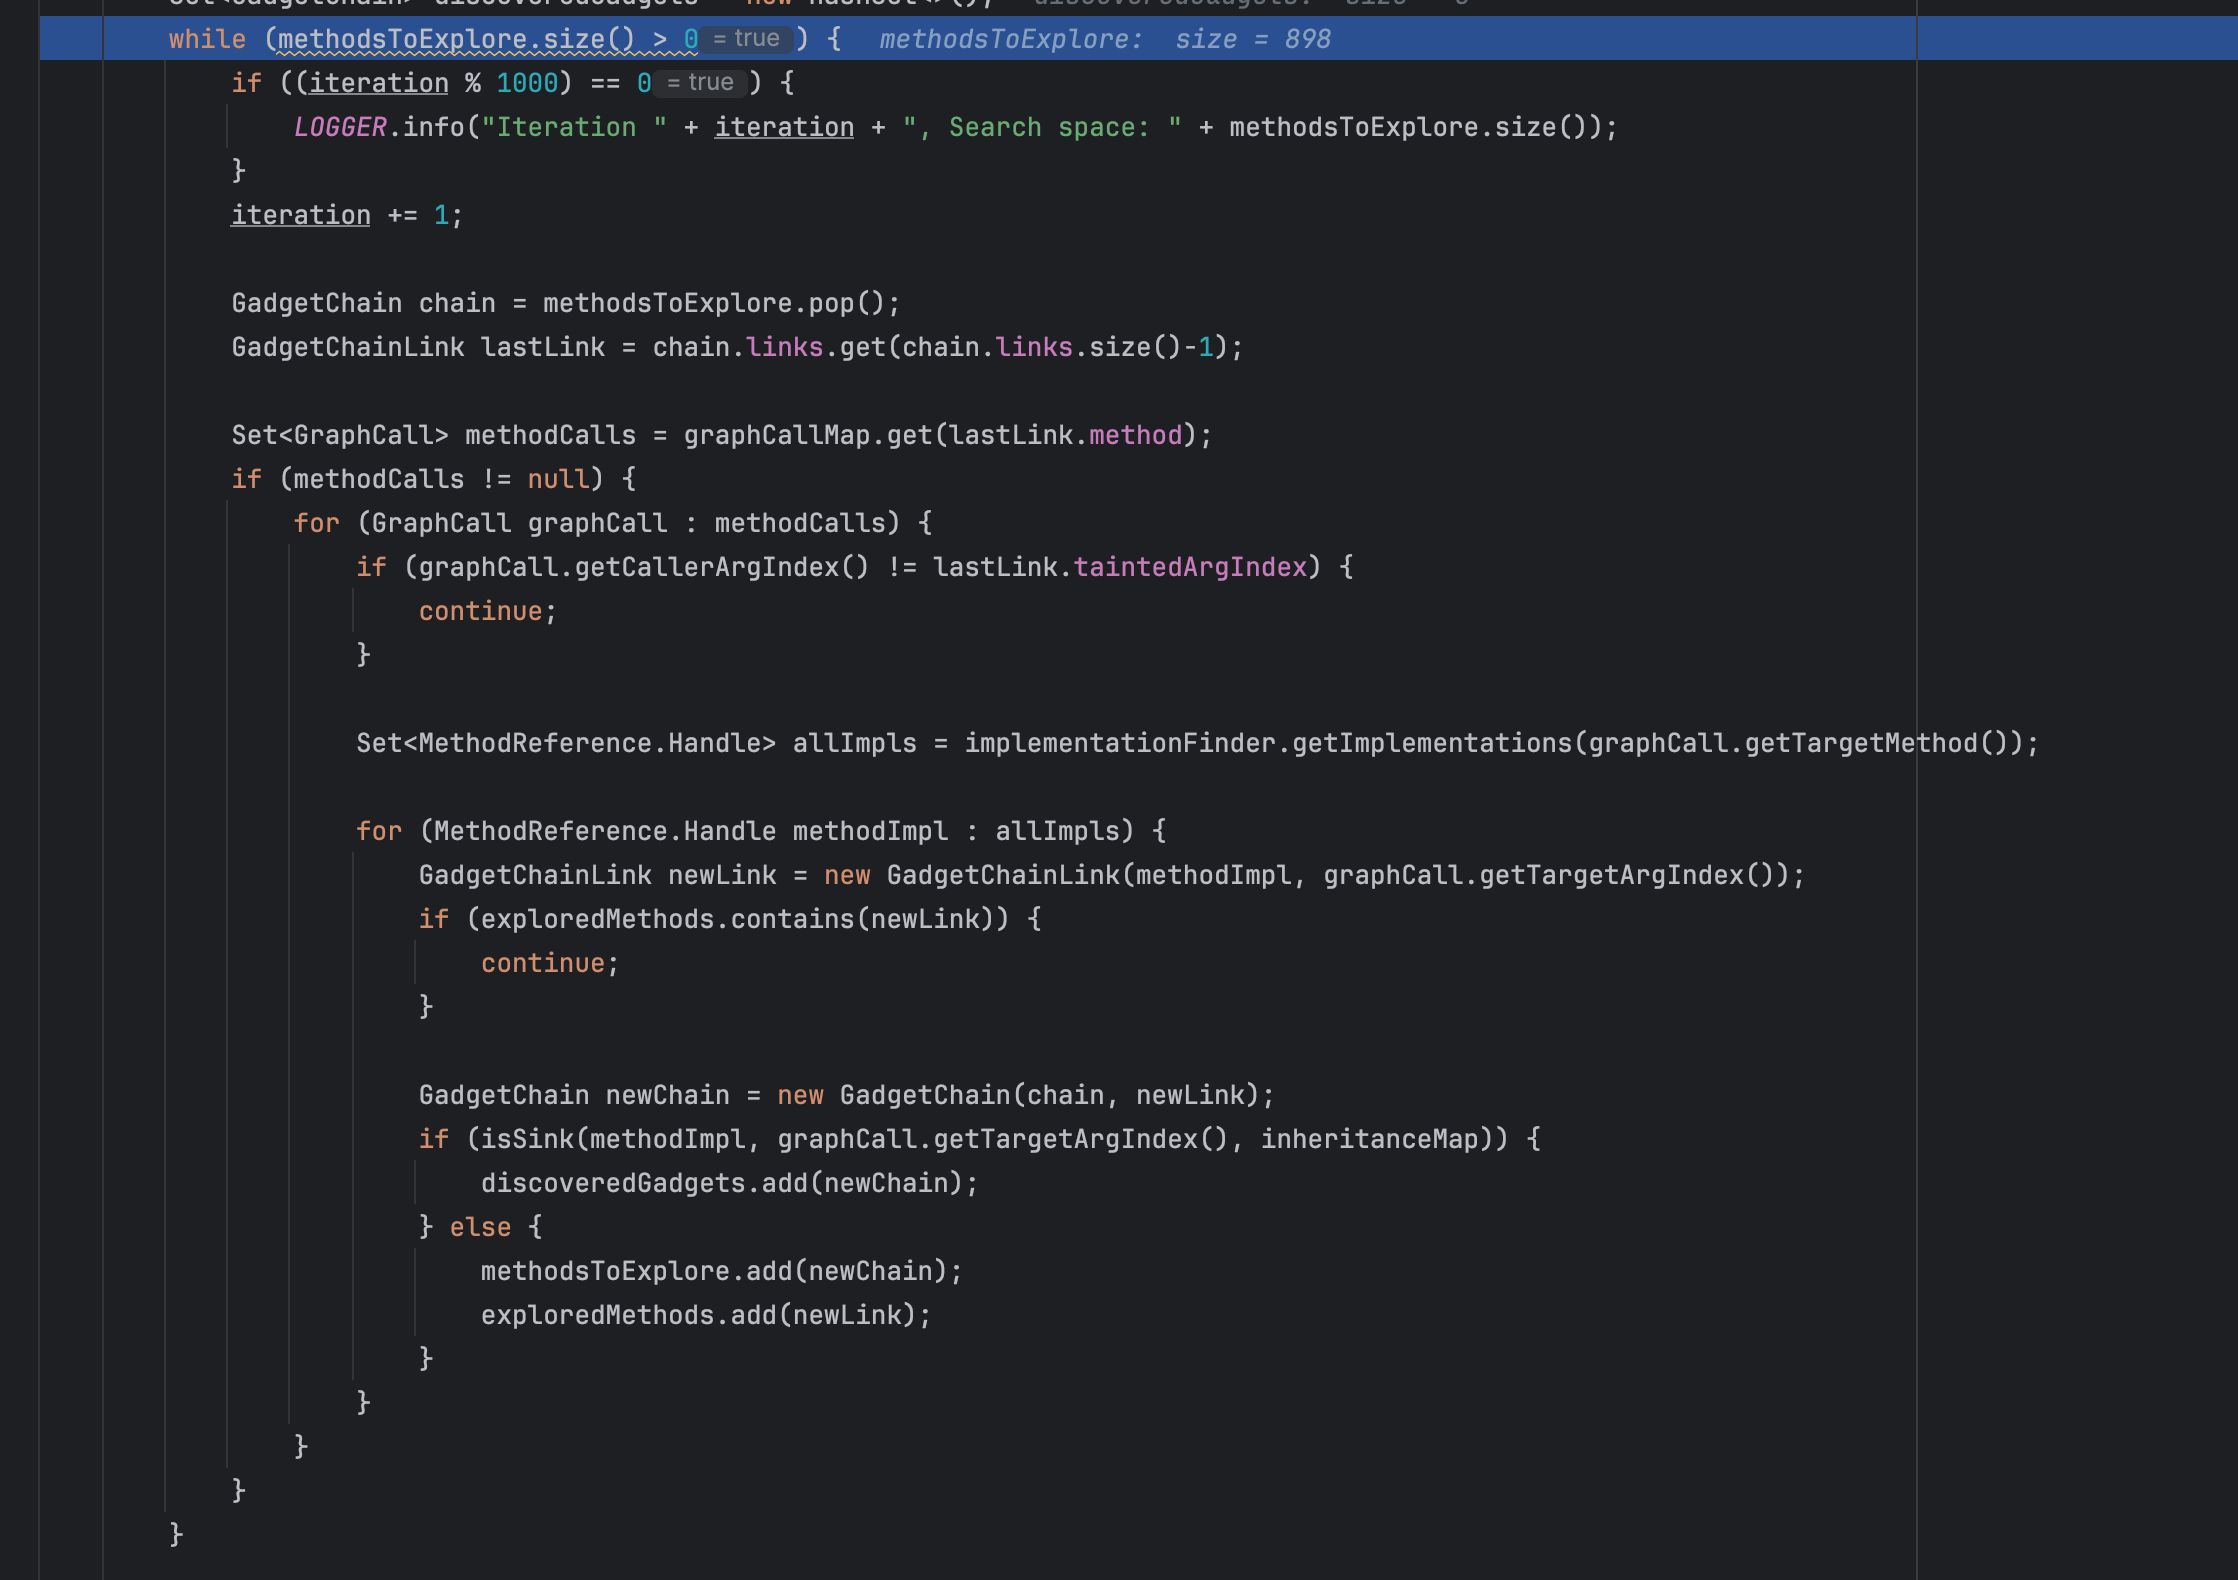 while (methodsToExplore.size() > 0 = true ) { methodsToExplore: size = 898
if ((iteration % 1000) == 0 = true ) {
LOGGER.info("Iteration " + iteration + ", Search space: " + methodsToExplore.size());
}
iteration += 1;
GadgetChain chain = methodsToExplore.pop();
GadgetChainLink lastLink = chain.links.get(chain.links.size()-1);
Set<GraphCall> methodCalls = graphCallMap.get(lastLink.method);
if (methodCalls != null) {
for (GraphCall graphCall : methodCalls) {
if (graphCall.getCallerArgIndex() != lastLink.taintedArgIndex) {
continue;
}
Set<MethodReference.Handle> allImpls = implementationFinder.getImplementations(graphCall.getTargetMethod());
for (MethodReference.Handle methodImpl : allImpls) {
GadgetChainLink newLink = new GadgetChainLink(methodImpl, graphCall.getTargetArgIndex());
if (exploredMethods.contains(newLink)) {
continue;
}
GadgetChain newChain = new GadgetChain(chain, newLink);
if (isSink(methodImpl, graphCall.getTargetArgIndex(), inheritanceMap)) {
discoveredGadgets.add(newChain);
} else {
methodsToExplore.add(newChain);
exploredMethods.add(newLink);
}
}
}
}
}